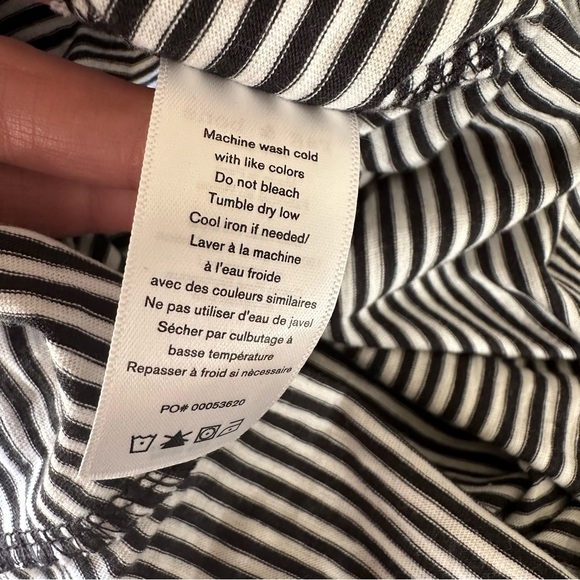 Machine wash cold
with like colors
Do not bleach
Tumble dry low
Cool iron if needed/
Laver à la machine
à l'eau froide
avec des couleurs similaires
Ne pas utiliser d'eau de javel
Sécher par culbutage à
basse température
Repasser à froid si nécessaire
PO# 00053620